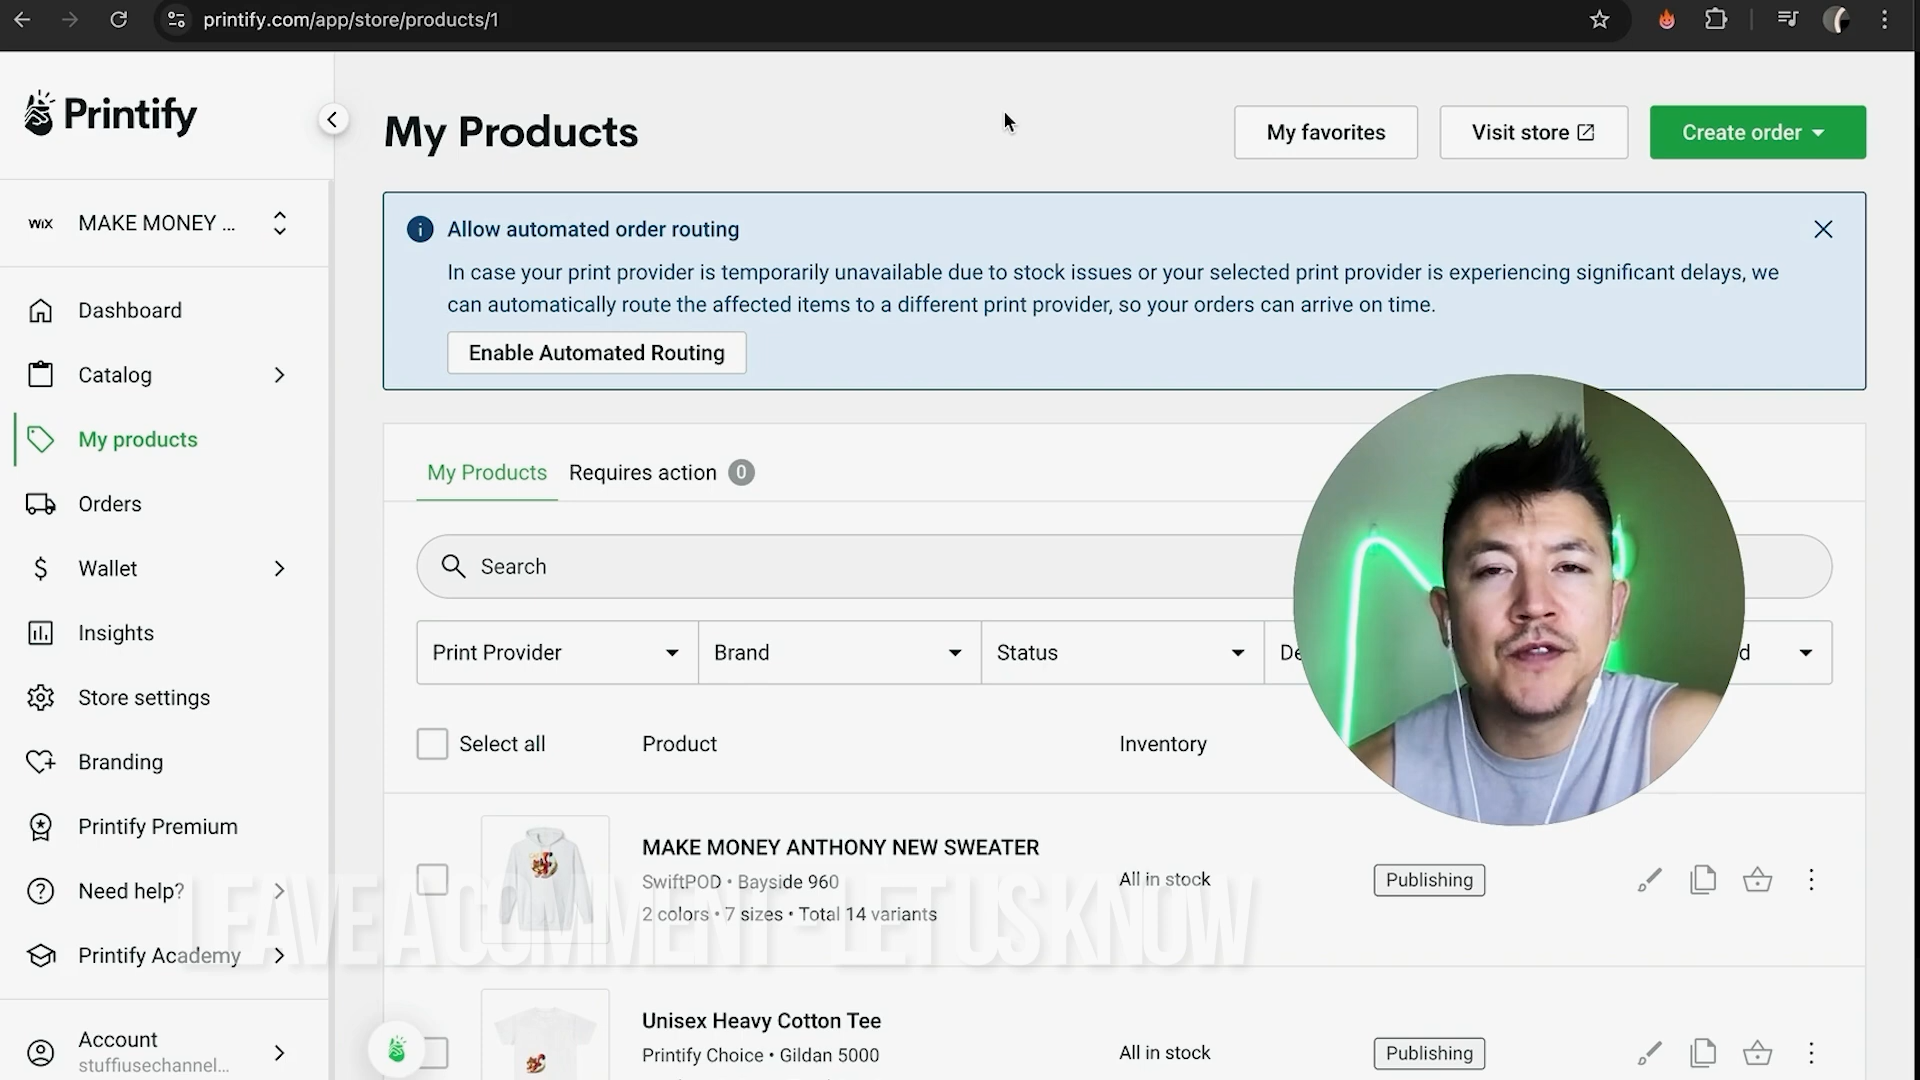 printify.com/app/store/products/1
Printify
My Products
My favorites
Visit store
Create order
WiX
MAKE MONEY ...
Allow automated order routing
In case your print provider is temporarily unavailable due to stock issues or your selected print provider is experiencing significant delays, we
can automatically route the affected items to a different print provider, so your orders can arrive on time.
Enable Automated Routing
Dashboard
Catalog
My products
Orders
Wallet
Insights
Store settings
Branding
Printify Premium
Need help?
Printify Academy
Account
stuffiusechannel...
My Products
Requires action 0
Search
Print Provider
Brand
Status
De
d
Select all
Product
Inventory
MAKE MONEY ANTHONY NEW SWEATER
SwiftPOD • Bayside 960
2 colors • 7 sizes • Total 14 variants
All in stock
Publishing
LEAVE A COMMENT - LET US KNOW
Unisex Heavy Cotton Tee
Printify Choice • Gildan 5000
All in stock
Publishing